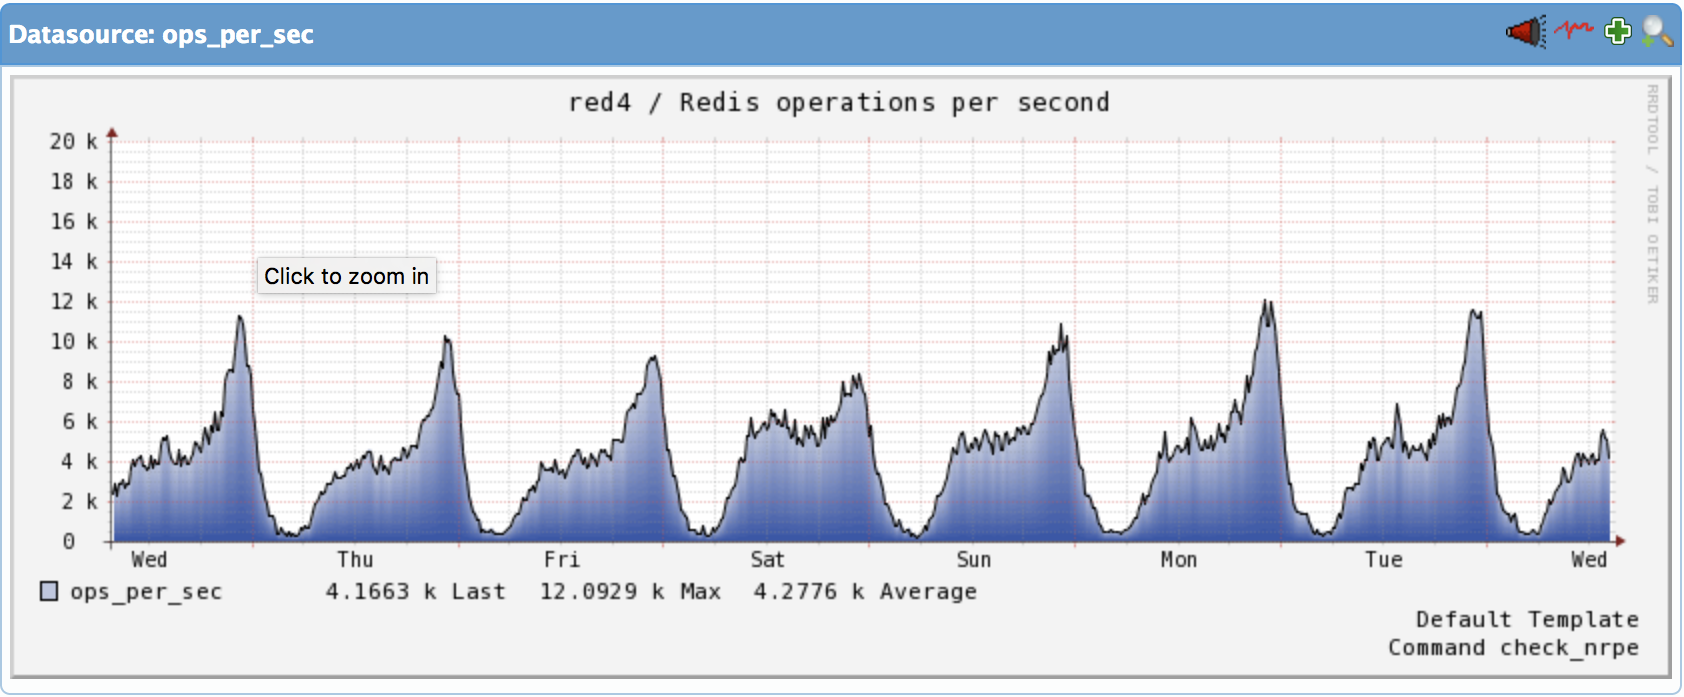 Datasource: ops_per_sec
red4 / Redis operations per second
RRDTOOL / TOBI OETIKER
20 k
18 k
16 k
14 k
Click to zoom in
12 k
10 k
8 k
6 k
4 k
2 k
0
Wed Thu Fri Sat Sun Mon Tue Wed
ops_per_sec 4.1663 k Last 12.0929 k Max 4.2776 k Average
Default Template
Command check_nrpe